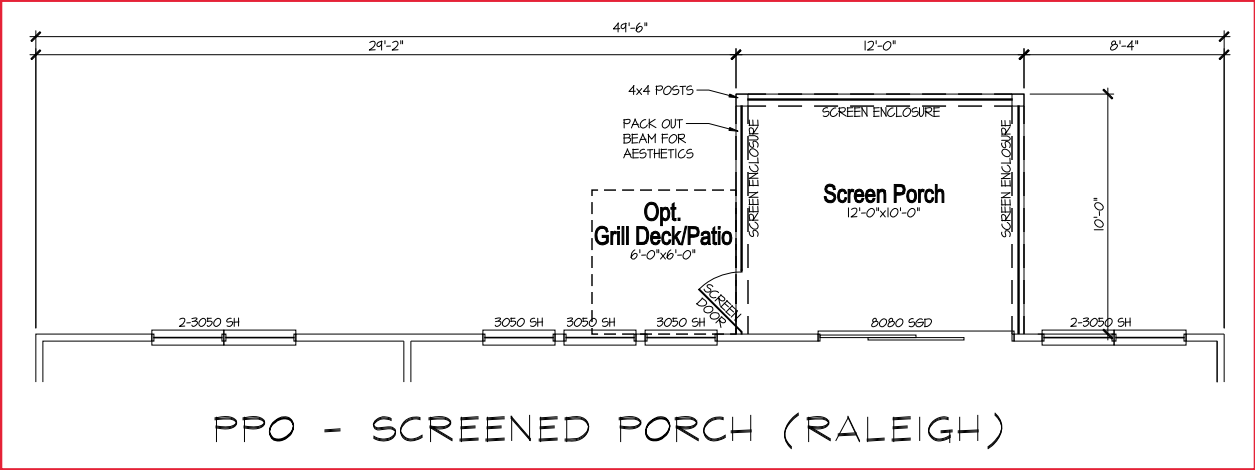 49'-6"
29'-2"
12'-0"
8'-4"
4x4 POSTS
SCREEN ENCLOSURE
PACK OUT
BEAM FOR
AESTHETICS
SCREEN ENCLOSURE
SCREEN ENCLOSURE
Screen Porch
12'-0"x10'-0"
10'-0"
Opt.
Grill Deck/Patio
6'-0"x6'-0"
SCREEN
DOOR
2-3050 SH
3050 SH
3050 SH
3050 SH
8080 SGD
2-3050 SH
PPO - SCREENED PORCH (RALEIGH)